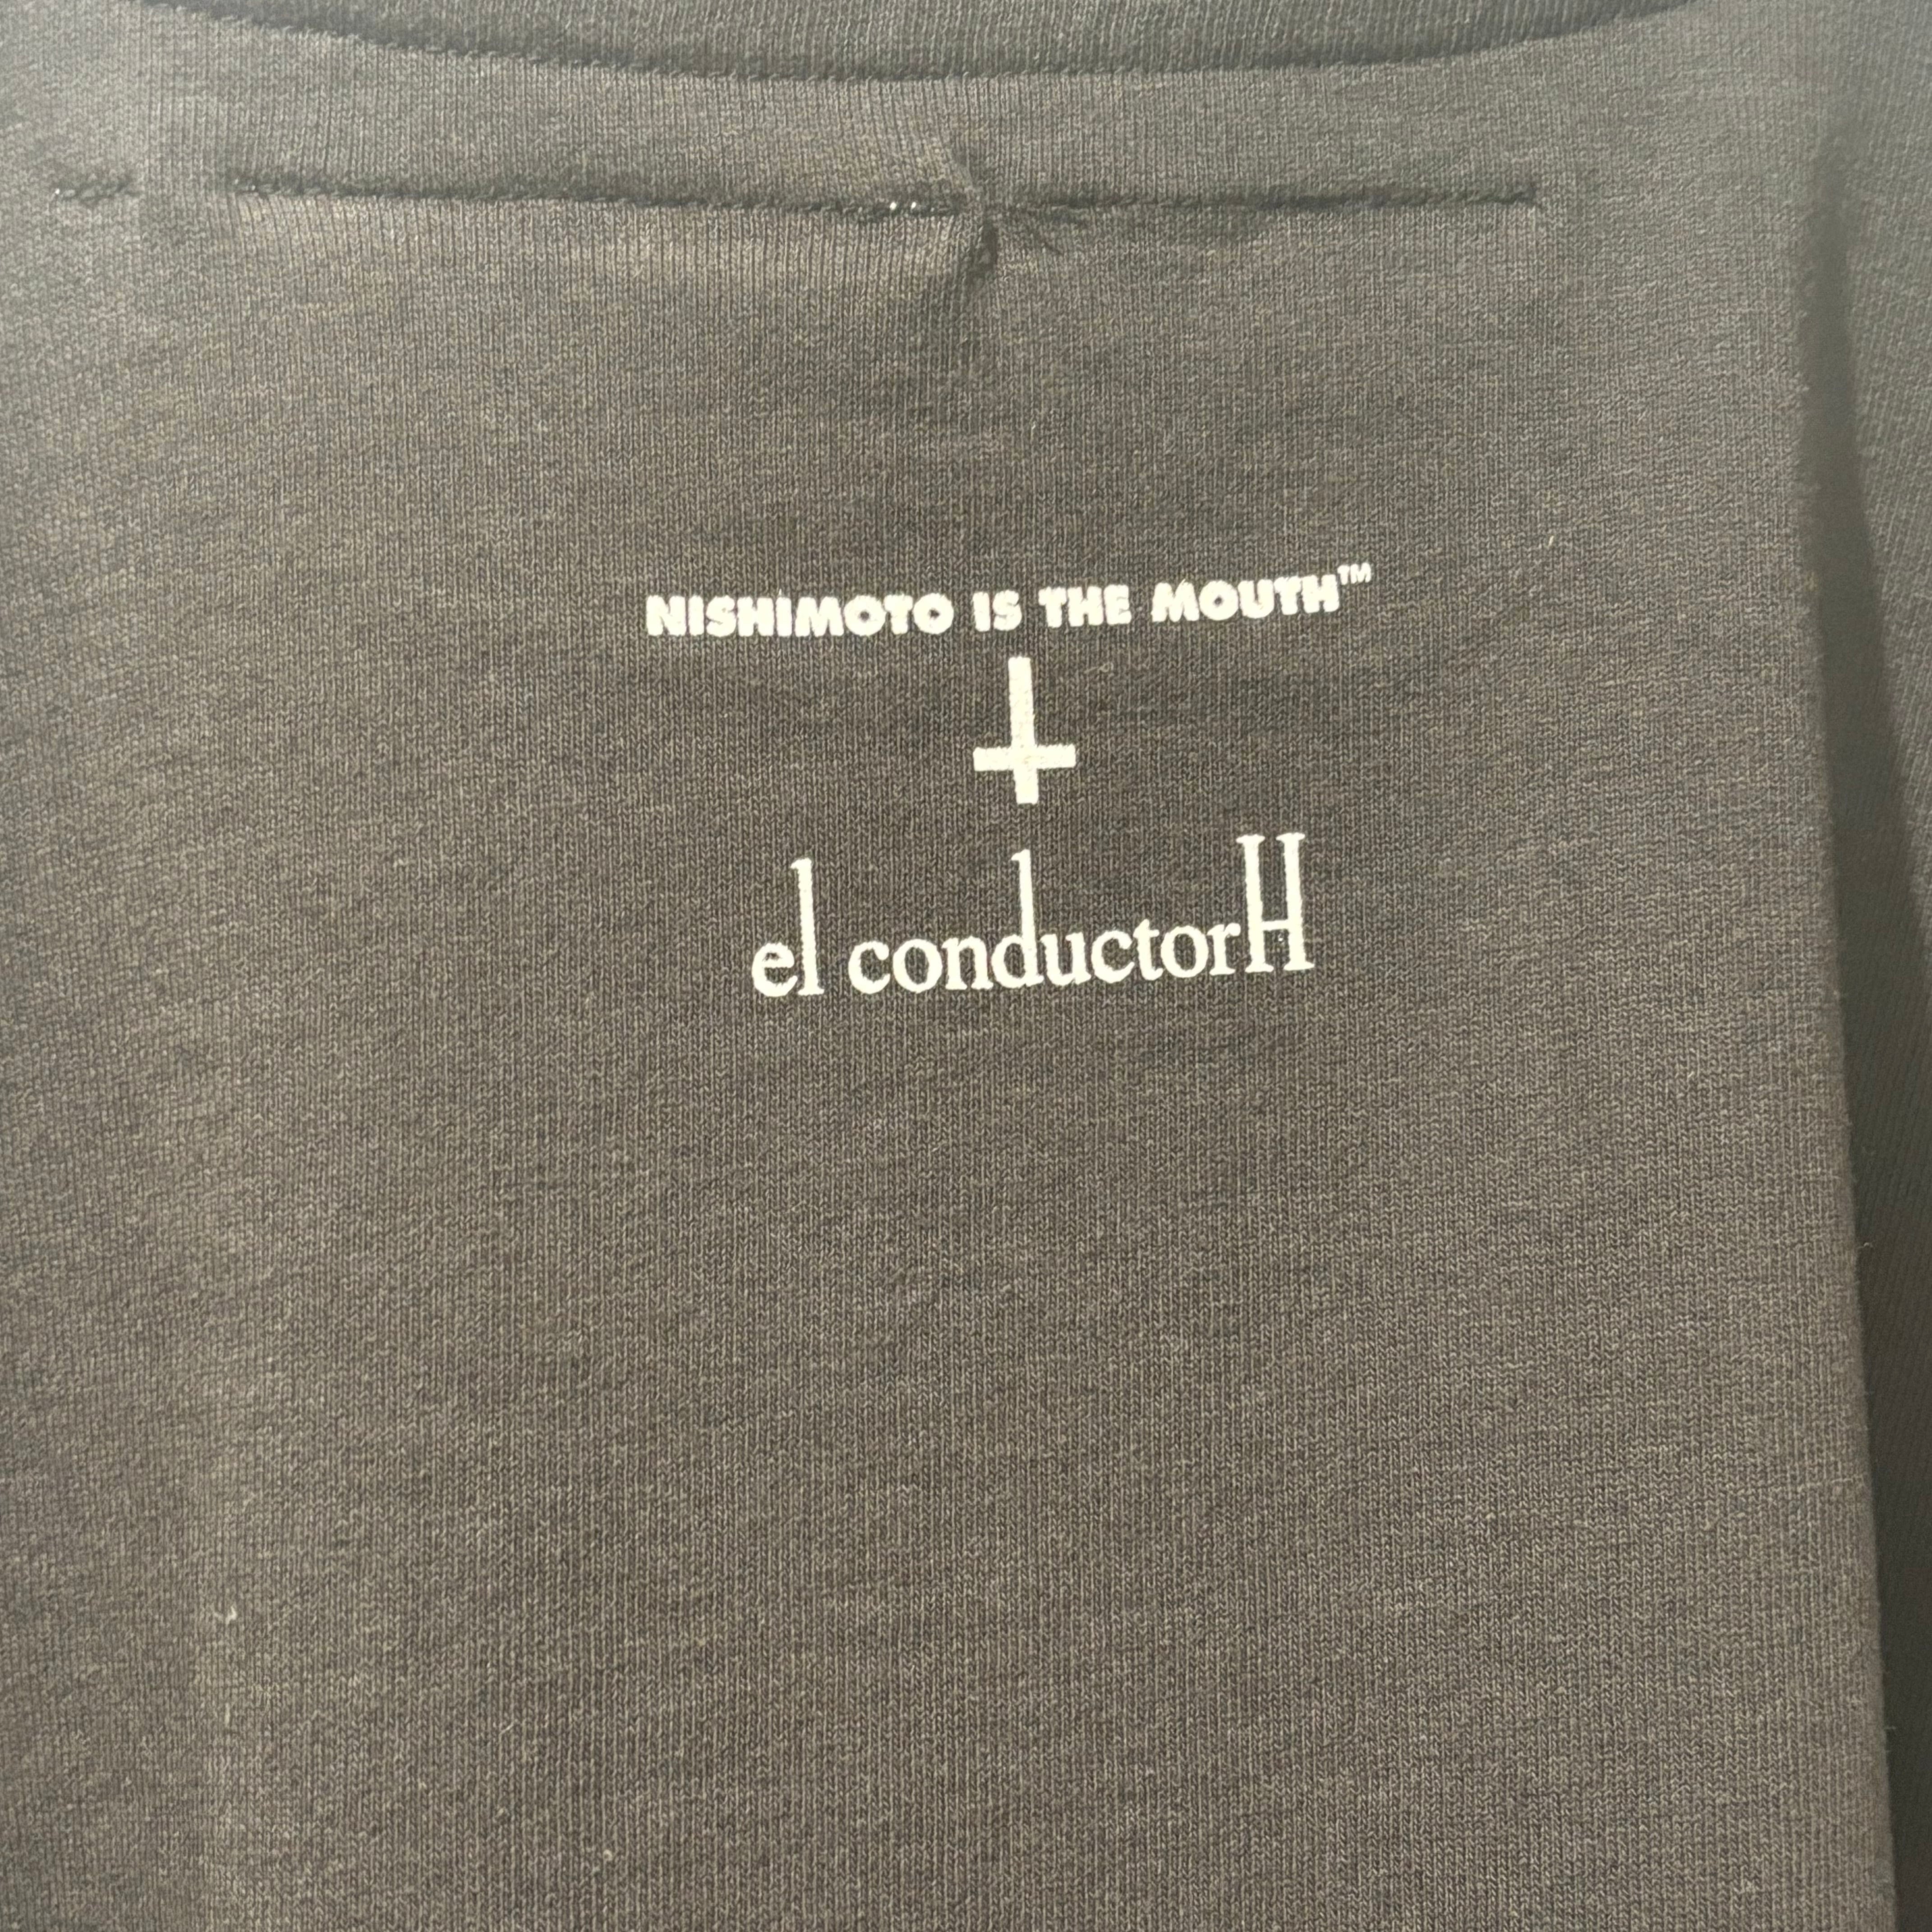 NISHIMOTO IS THE MOUTH™
el conductorH